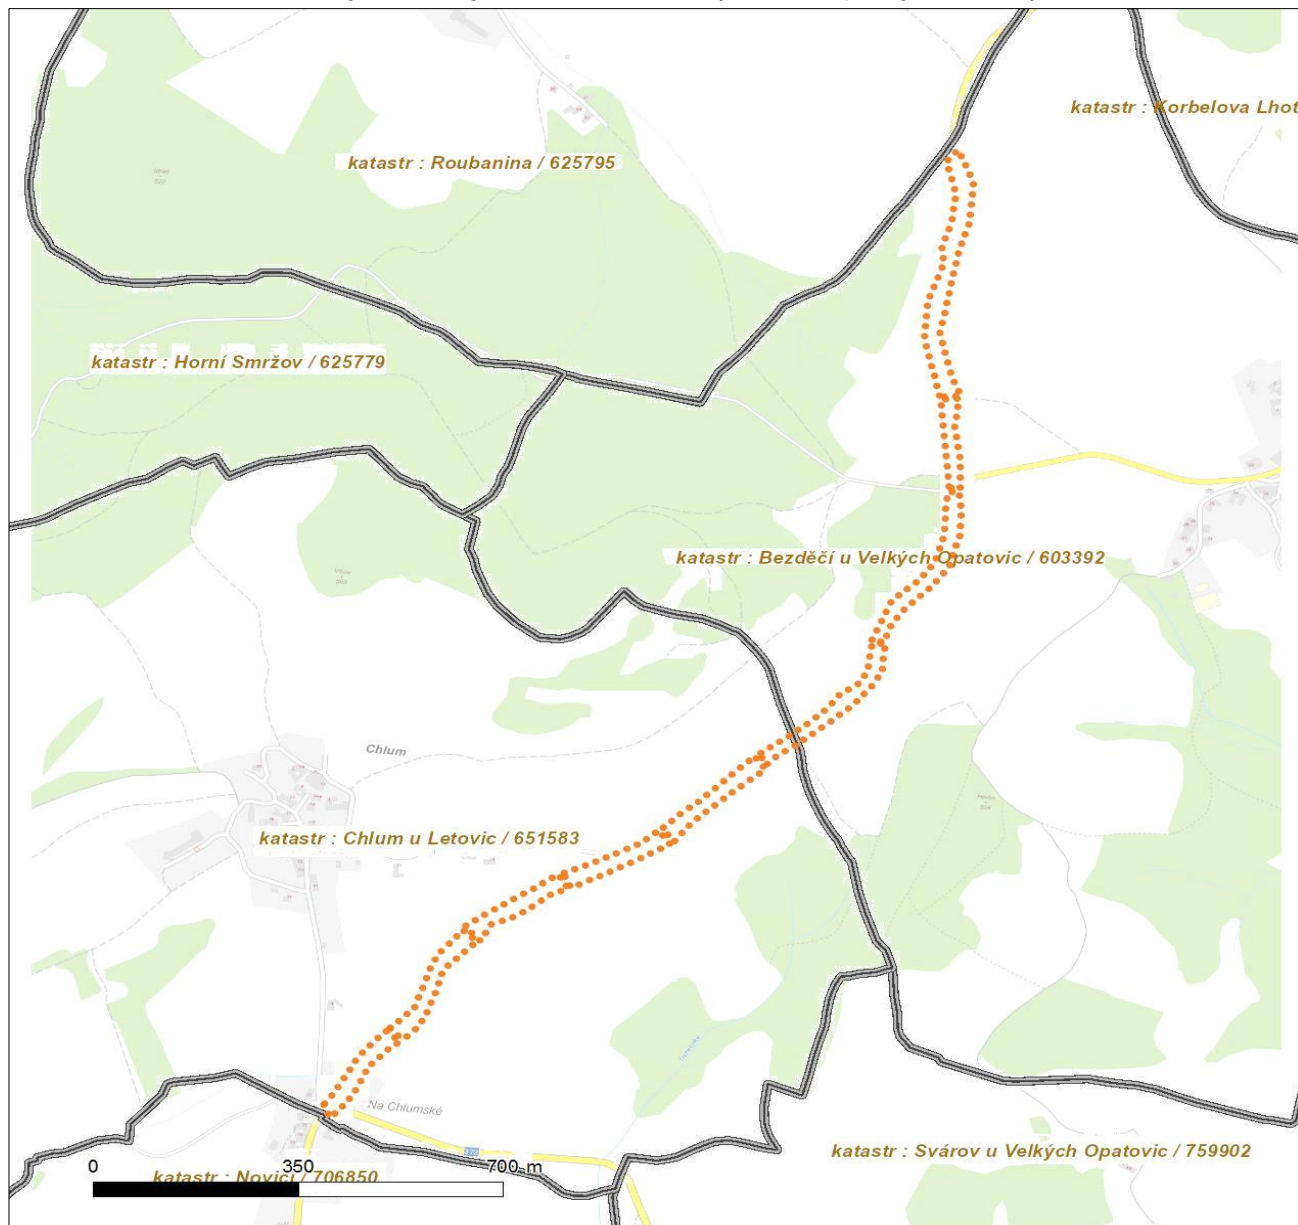 katastr : Korbelova Lhot
katastr : Roubanina / 625795
katastr : Horní Smržov / 625779
katastr : Bezděčí u Velkých Opatovic / 603392
Chlum
katastr : Chlum u Letovic / 651583
Na Chlumské
katastr : Svárov u Velkých Opatovic / 759902
0 350 700 m
katastr : Novičí / 706850